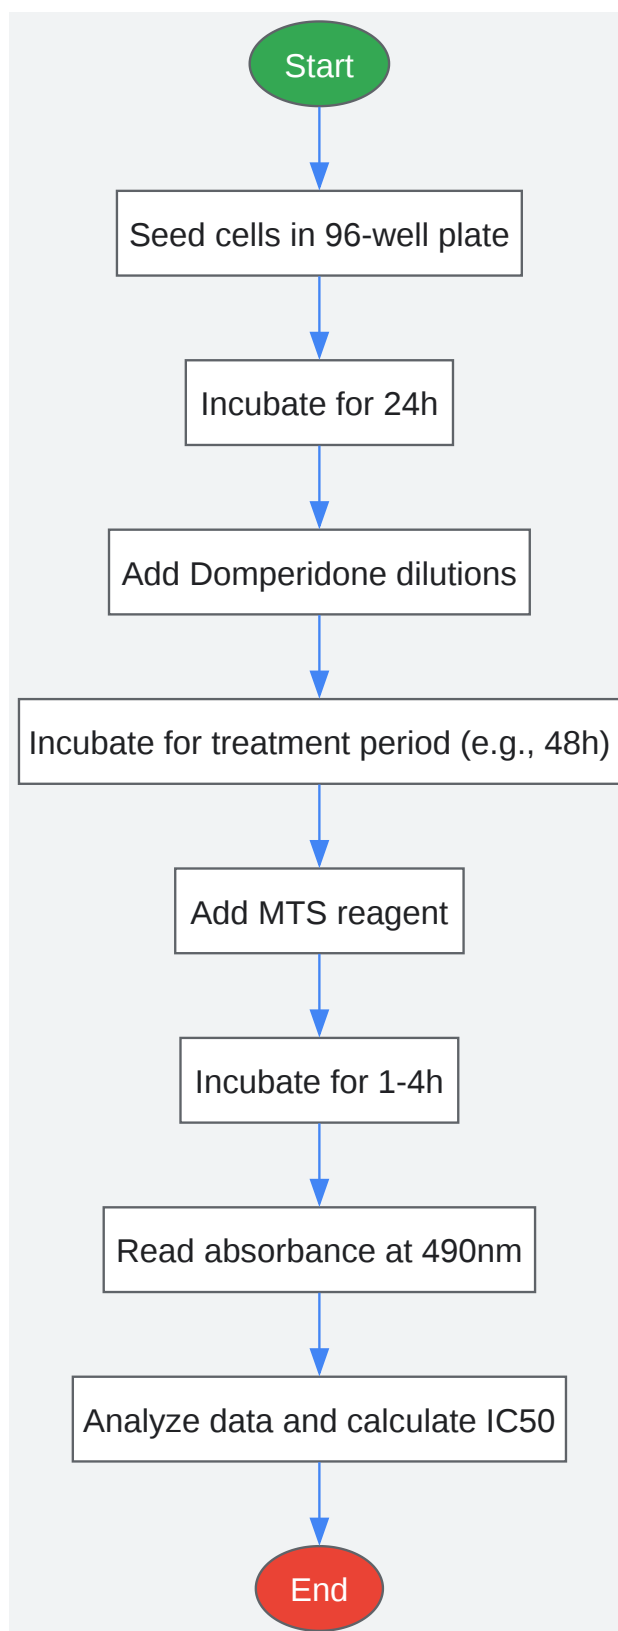 Start
Seed cells in 96-well plate
Incubate for 24h
Add Domperidone dilutions
Incubate for treatment period (e.g., 48h)
Add MTS reagent
Incubate for 1-4h
Read absorbance at 490nm
Analyze data and calculate IC50
End